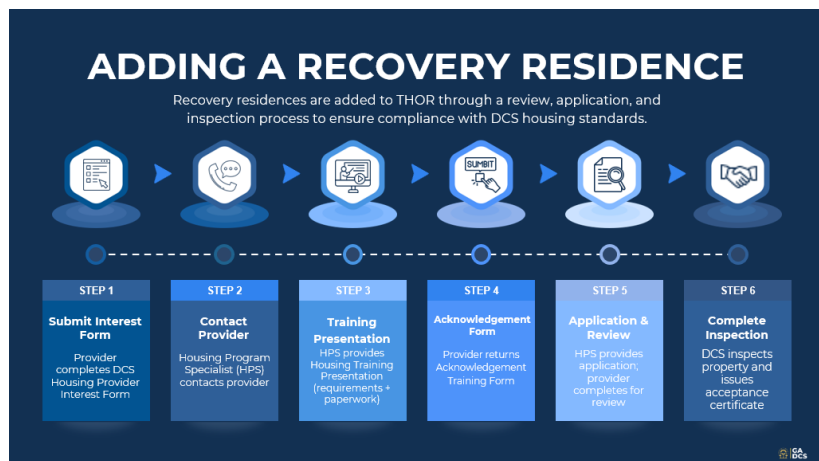 ADDING A RECOVERY RESIDENCE
Recovery residences are added to THOR through a review, application, and
inspection process to ensure compliance with DCS housing standards.
SUMBIT
STEP 1
Submit Interest
Form
Provider
completes DCS
Housing Provider
Interest Form
STEP 2
Contact
Provider
Housing Program
Specialist (HPS)
contacts provider
STEP 3
Training
Presentation
HPS provides
Housing Training
Presentation
(requirements +
paperwork)
STEP 4
Acknowledgement
Form
Provider returns
Acknowledgement
Training Form
STEP 5
Application &
Review
HPS provides
application;
provider
completes for
review
STEP 6
Complete
Inspection
DCS inspects
property and
issues
acceptance
certificate
GA
DCS